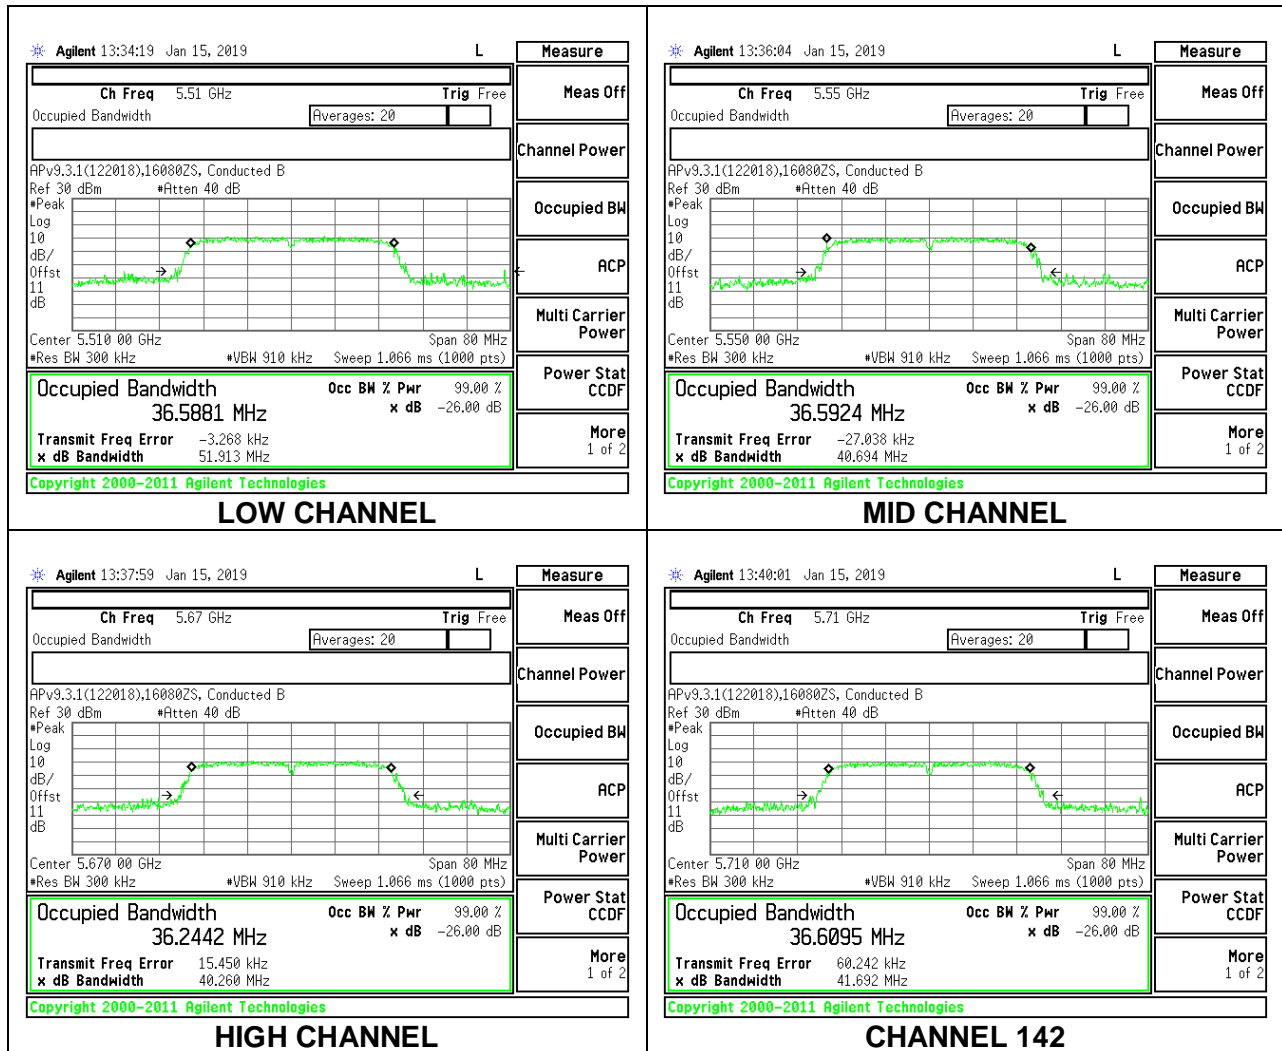 Agilent 13:34:19 Jan 15, 2019 L
Measure
Ch Freq 5.51 GHz Trig Free
Meas Off
Occupied Bandwidth Averages: 20
Channel Power
APv9.3.1(122018),16080ZS, Conducted B
Ref 30 dBm #Atten 40 dB
#Peak
Occupied BW
Log
10
dB/
ACP
Offst
11
dB
Multi Carrier
Power
Center 5.510 00 GHz Span 80 MHz
#Res BW 300 kHz #VBW 910 kHz Sweep 1.066 ms (1000 pts)
Power Stat
CCDF
Occupied Bandwidth Occ BW % Pwr 99.00 %
36.5881 MHz x dB -26.00 dB
More
1 of 2
Transmit Freq Error -3.268 kHz
x dB Bandwidth 51.913 MHz
Copyright 2000-2011 Agilent Technologies
LOW CHANNEL
Agilent 13:36:04 Jan 15, 2019 L
Measure
Ch Freq 5.55 GHz Trig Free
Meas Off
Occupied Bandwidth Averages: 20
Channel Power
APv9.3.1(122018),16080ZS, Conducted B
Ref 30 dBm #Atten 40 dB
#Peak
Occupied BW
Log
10
dB/
ACP
Offst
11
dB
Multi Carrier
Power
Center 5.550 00 GHz Span 80 MHz
#Res BW 300 kHz #VBW 910 kHz Sweep 1.066 ms (1000 pts)
Power Stat
CCDF
Occupied Bandwidth Occ BW % Pwr 99.00 %
36.5924 MHz x dB -26.00 dB
More
1 of 2
Transmit Freq Error -27.038 kHz
x dB Bandwidth 40.694 MHz
Copyright 2000-2011 Agilent Technologies
MID CHANNEL
Agilent 13:37:59 Jan 15, 2019 L
Measure
Ch Freq 5.67 GHz Trig Free
Meas Off
Occupied Bandwidth Averages: 20
Channel Power
APv9.3.1(122018),16080ZS, Conducted B
Ref 30 dBm #Atten 40 dB
#Peak
Occupied BW
Log
10
dB/
ACP
Offst
11
dB
Multi Carrier
Power
Center 5.670 00 GHz Span 80 MHz
#Res BW 300 kHz #VBW 910 kHz Sweep 1.066 ms (1000 pts)
Power Stat
CCDF
Occupied Bandwidth Occ BW % Pwr 99.00 %
36.2442 MHz x dB -26.00 dB
More
1 of 2
Transmit Freq Error 15.450 kHz
x dB Bandwidth 40.260 MHz
Copyright 2000-2011 Agilent Technologies
HIGH CHANNEL
Agilent 13:40:01 Jan 15, 2019 L
Measure
Ch Freq 5.71 GHz Trig Free
Meas Off
Occupied Bandwidth Averages: 20
Channel Power
APv9.3.1(122018),16080ZS, Conducted B
Ref 30 dBm #Atten 40 dB
#Peak
Occupied BW
Log
10
dB/
ACP
Offst
11
dB
Multi Carrier
Power
Center 5.710 00 GHz Span 80 MHz
#Res BW 300 kHz #VBW 910 kHz Sweep 1.066 ms (1000 pts)
Power Stat
CCDF
Occupied Bandwidth Occ BW % Pwr 99.00 %
36.6095 MHz x dB -26.00 dB
More
1 of 2
Transmit Freq Error 60.242 kHz
x dB Bandwidth 41.692 MHz
Copyright 2000-2011 Agilent Technologies
CHANNEL 142